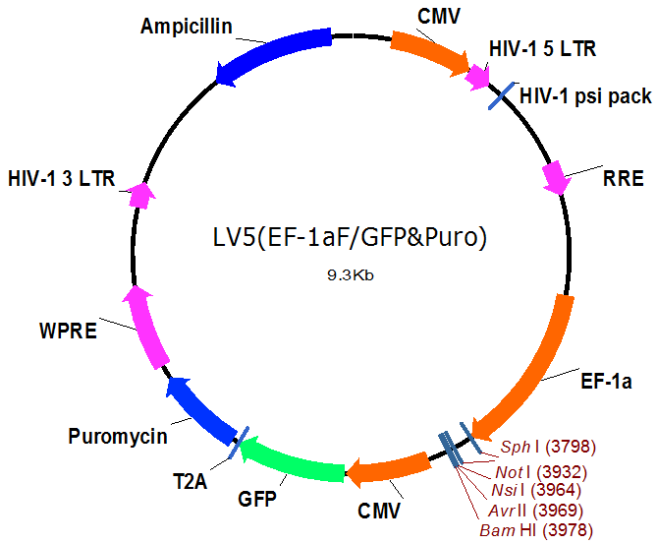 CMV
Ampicillin
HIV-1 5 LTR
HIV-1 psi pack
RRE
HIV-1 3 LTR
LV5(EF-1aF/GFP&Puro)
9.3Kb
WPRE
EF-1a
Puromycin
Sph I (3798)
T2A
Not I (3932)
GFP
CMV
Nsi I (3964)
Avr II (3969)
Bam HI (3978)